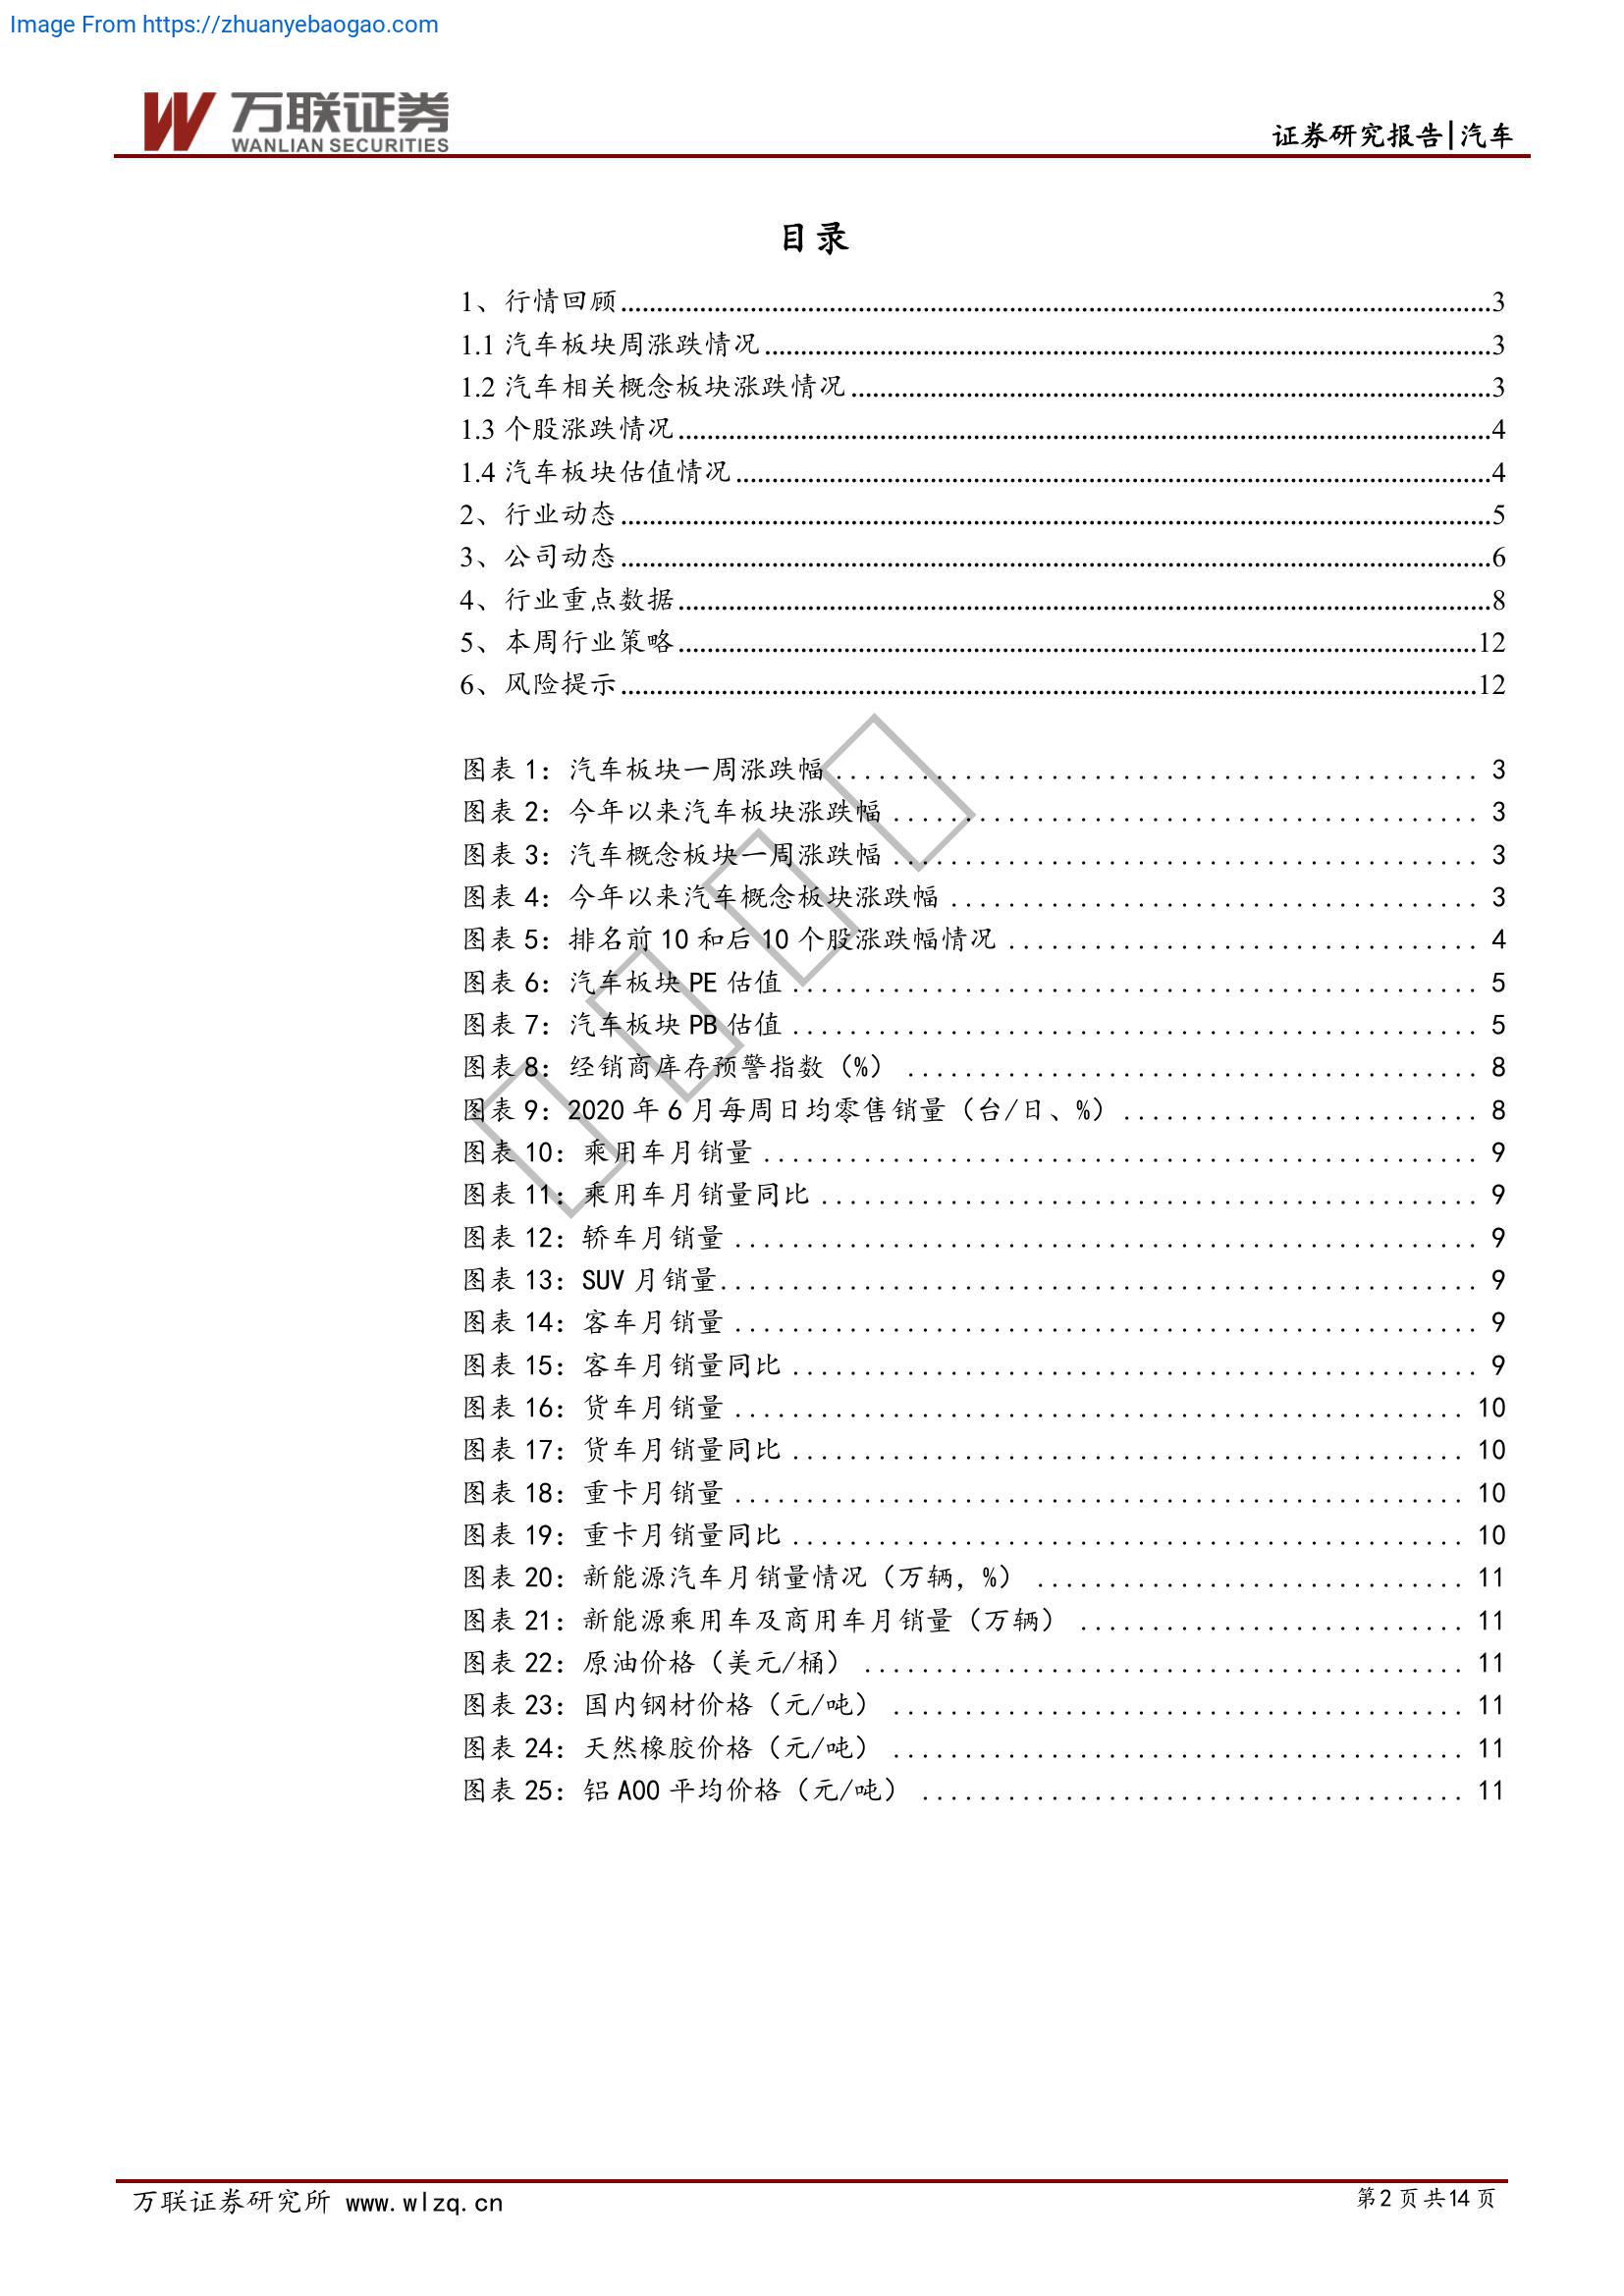 Image From https://zhuanyebaogao.com
万联证券
WANLIAN SECURITIES
证券研究报告|汽车
目录
1、行情回顾 3
1.1 汽车板块周涨跌情况 3
1.2 汽车相关概念板块涨跌情况 3
1.3 个股涨跌情况 4
1.4 汽车板块估值情况 4
2、行业动态 5
3、公司动态 6
4、行业重点数据 8
5、本周行业策略 12
6、风险提示 12
图表 1：汽车板块一周涨跌幅 3
图表 2：今年以来汽车板块涨跌幅 3
图表 3：汽车概念板块一周涨跌幅 3
图表 4：今年以来汽车概念板块涨跌幅 3
图表 5：排名前 10 和后 10 个股涨跌幅情况 4
图表 6：汽车板块 PE 估值 5
图表 7：汽车板块 PB 估值 5
图表 8：经销商库存预警指数（%） 8
图表 9：2020 年 6 月每周日均零售销量（台/日、%） 8
图表 10：乘用车月销量 9
图表 11：乘用车月销量同比 9
图表 12：轿车月销量 9
图表 13：SUV 月销量 9
图表 14：客车月销量 9
图表 15：客车月销量同比 9
图表 16：货车月销量 10
图表 17：货车月销量同比 10
图表 18：重卡月销量 10
图表 19：重卡月销量同比 10
图表 20：新能源汽车月销量情况（万辆，%） 11
图表 21：新能源乘用车及商用车月销量（万辆） 11
图表 22：原油价格（美元/桶） 11
图表 23：国内钢材价格（元/吨） 11
图表 24：天然橡胶价格（元/吨） 11
图表 25：铝 A00 平均价格（元/吨） 11
万联证券研究所 www.wlzq.cn
第 2 页 共 14 页